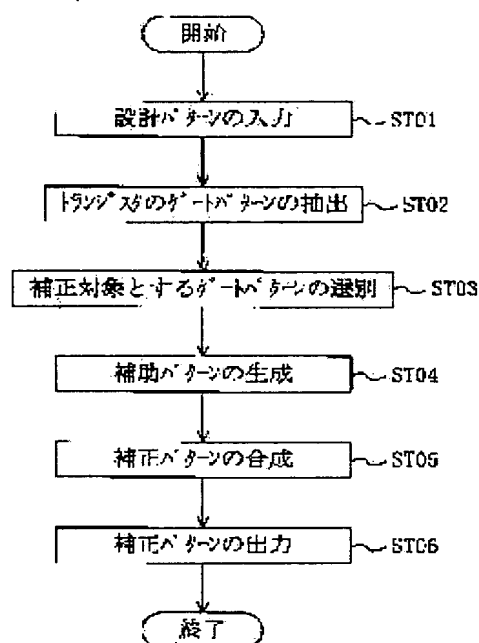 開始
設計ﾊﾟﾀｰﾝの入力
ST01
ﾄﾗﾝｼﾞｽﾀのｹﾞｰﾄﾊﾟﾀｰﾝの抽出
ST02
補正対象とするｹﾞｰﾄﾊﾟﾀｰﾝの選別
ST03
補助ﾊﾟﾀｰﾝの生成
ST04
補正ﾊﾟﾀｰﾝの合成
ST05
補正ﾊﾟﾀｰﾝの出力
ST06
終了